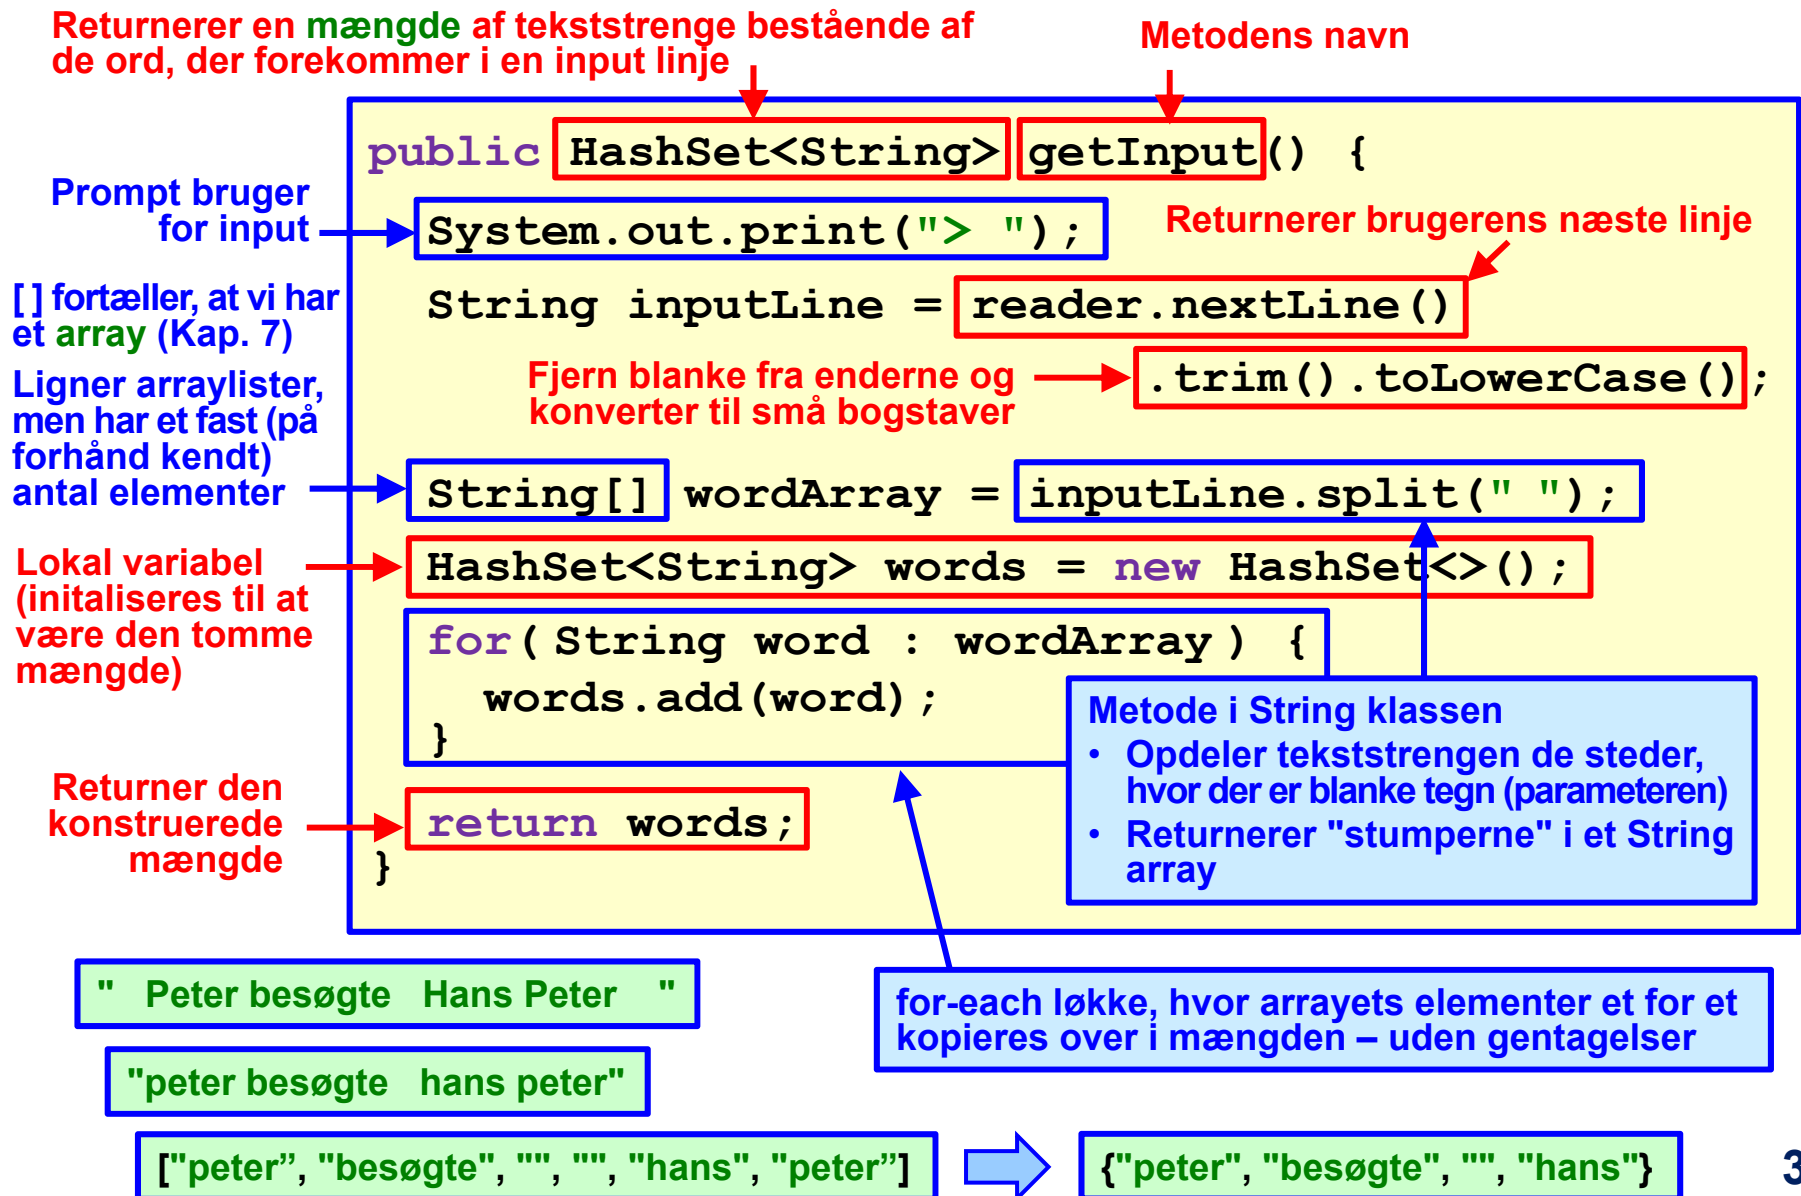 Returnerer en mængde af tekststrenge bestående af
de ord, der forekommer i en input linje
Metodens navn
public HashSet<String> getInput() {
Prompt bruger
for input
System.out.print("> ");
Returnerer brugerens næste linje
[ ] fortæller, at vi har
et array (Kap. 7)
String inputLine = reader.nextLine()
Ligner arraylister,
men har et fast (på
forhånd kendt)
antal elementer
Fjern blanke fra enderne og
konverter til små bogstaver
.trim().toLowerCase();
String[] wordArray = inputLine.split(" ");
Lokal variabel
(initaliseres til at
være den tomme
mængde)
HashSet<String> words = new HashSet<>();
for( String word : wordArray ) {
words.add(word);
}
Metode i String klassen
• Opdeler tekststrengen de steder,
hvor der er blanke tegn (parameteren)
• Returnerer "stumperne" i et String
array
Returner den
konstruerede
mængde
return words;
}
"   Peter besøgte   Hans Peter   "
for-each løkke, hvor arrayets elementer et for et
kopieres over i mængden – uden gentagelser
"peter besøgte   hans peter"
["peter”, "besøgte", "", "", "hans", "peter”]
{"peter", "besøgte", "", "hans"}
3